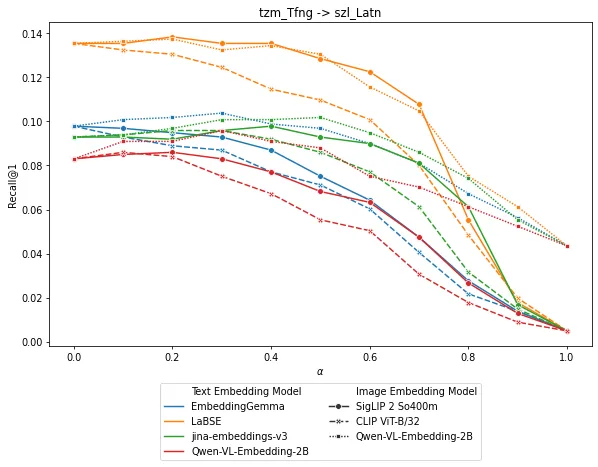 tzm_Tfng -> szl_Latn
0.14
0.12
0.10
0.08
0.06
0.04
0.02
0.00
Recall@1
0.0 0.2 0.4 0.6 0.8 1.0
α
Text Embedding Model
EmbeddingGemma
LaBSE
jina-embeddings-v3
Qwen-VL-Embedding-2B
Image Embedding Model
SigLIP 2 So400m
CLIP ViT-B/32
Qwen-VL-Embedding-2B